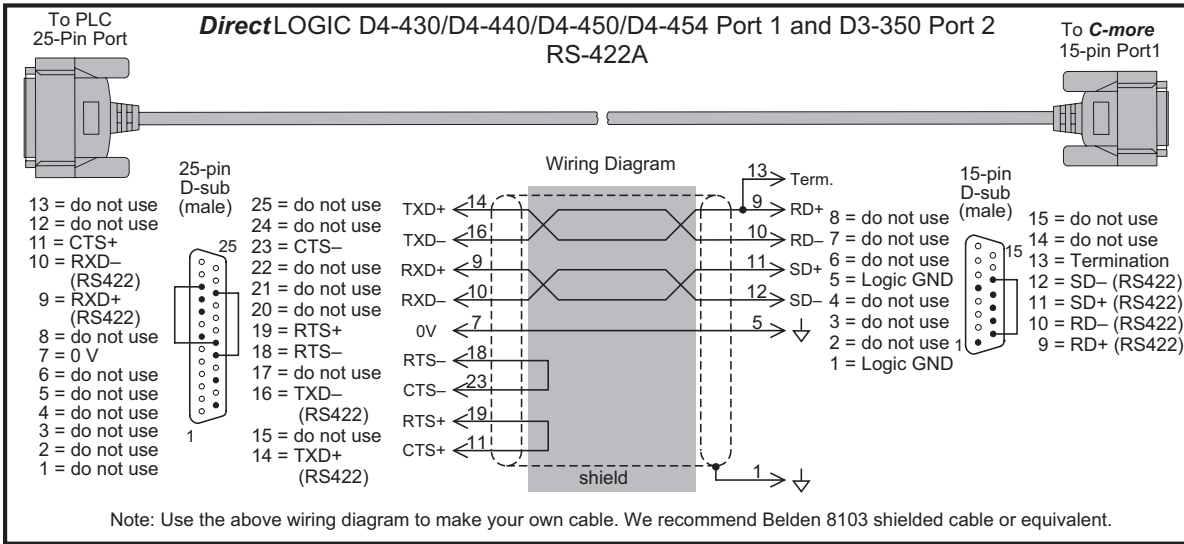 To PLC
25-Pin Port
DirectLOGIC D4-430/D4-440/D4-450/D4-454 Port 1 and D3-350 Port 2
RS-422A
To C-more
15-pin Port1
25-pin
D-sub
(male)
13 = do not use
12 = do not use
11 = CTS+
10 = RXD–
(RS422)
9 = RXD+
(RS422)
8 = do not use
7 = 0 V
6 = do not use
5 = do not use
4 = do not use
3 = do not use
2 = do not use
1 = do not use
25
1
25 = do not use
24 = do not use
23 = CTS–
22 = do not use
21 = do not use
20 = do not use
19 = RTS+
18 = RTS–
17 = do not use
16 = TXD–
(RS422)
15 = do not use
14 = TXD+
(RS422)
Wiring Diagram
13 Term.
TXD+ 14 9 RD+
TXD– 16 10 RD–
RXD+ 9 11 SD+
RXD– 10 12 SD–
0V 7 5
RTS– 18
CTS– 23
RTS+ 19
CTS+ 11
shield
1
8 = do not use
7 = do not use
6 = do not use
5 = Logic GND
4 = do not use
3 = do not use
2 = do not use
1 = Logic GND
15-pin
D-sub
(male)
15
1
15 = do not use
14 = do not use
13 = Termination
12 = SD– (RS422)
11 = SD+ (RS422)
10 = RD– (RS422)
9 = RD+ (RS422)
Note: Use the above wiring diagram to make your own cable. We recommend Belden 8103 shielded cable or equivalent.